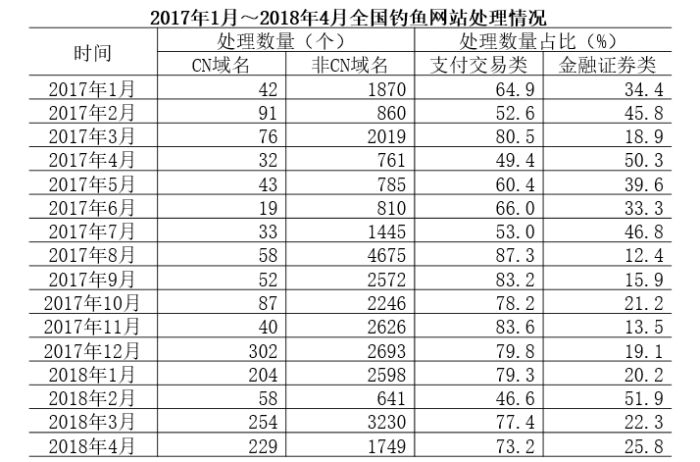 2017年1月～2018年4月全国钓鱼网站处理情况
时间 处理数量（个） 处理数量占比（%）
CN域名 非CN域名 支付交易类 金融证券类
2017年1月 42 1870 64.9 34.4
2017年2月 91 860 52.6 45.8
2017年3月 76 2019 80.5 18.9
2017年4月 32 761 49.4 50.3
2017年5月 43 785 60.4 39.6
2017年6月 19 810 66.0 33.3
2017年7月 33 1445 53.0 46.8
2017年8月 58 4675 87.3 12.4
2017年9月 52 2572 83.2 15.9
2017年10月 87 2246 78.2 21.2
2017年11月 40 2626 83.6 13.5
2017年12月 302 2693 79.8 19.1
2018年1月 204 2598 79.3 20.2
2018年2月 58 641 46.6 51.9
2018年3月 254 3230 77.4 22.3
2018年4月 229 1749 73.2 25.8